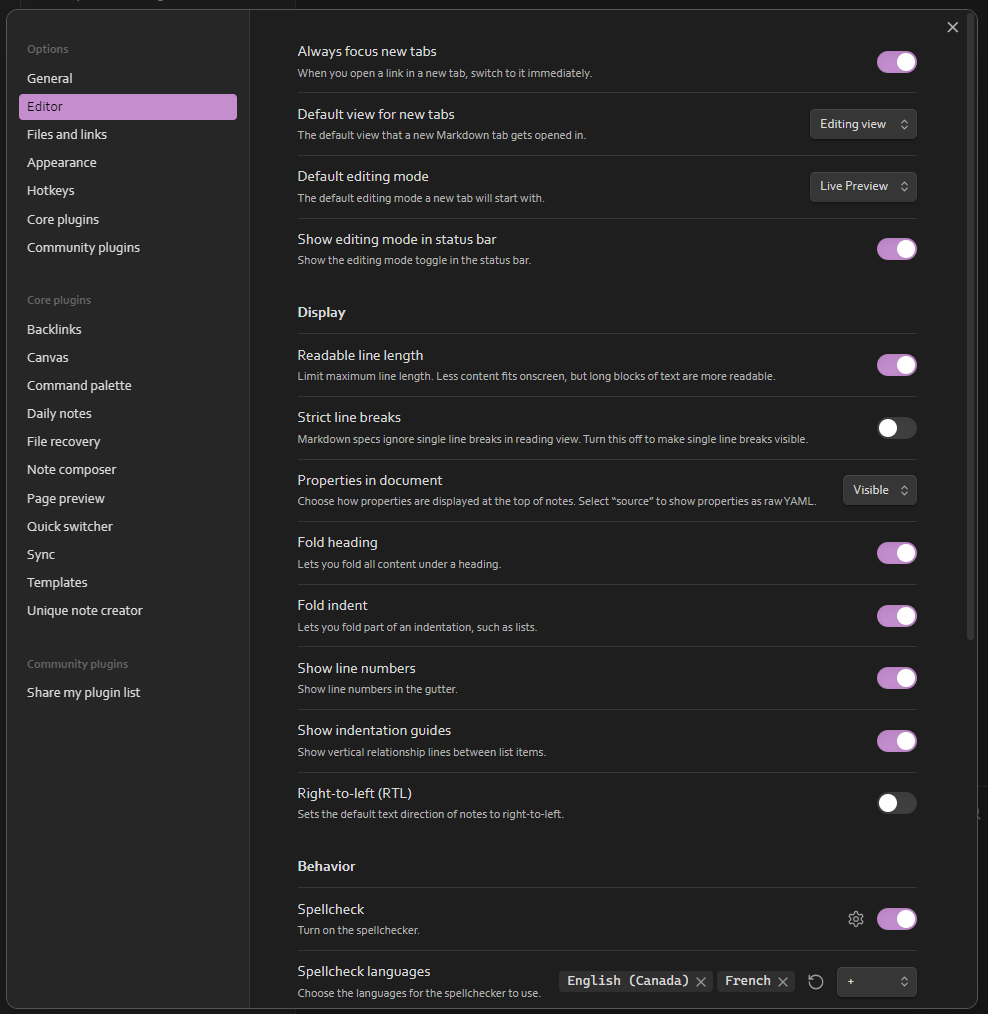 Options
General
Editor
Files and links
Appearance
Hotkeys
Core plugins
Community plugins
Core plugins
Backlinks
Canvas
Command palette
Daily notes
File recovery
Note composer
Page preview
Quick switcher
Sync
Templates
Unique note creator
Community plugins
Share my plugin list
Always focus new tabs
When you open a link in a new tab, switch to it immediately.
Default view for new tabs
The default view that a new Markdown tab gets opened in.
Editing view
Default editing mode
The default editing mode a new tab will start with.
Live Preview
Show editing mode in status bar
Show the editing mode toggle in the status bar.
Display
Readable line length
Limit maximum line length. Less content fits onscreen, but long blocks of text are more readable.
Strict line breaks
Markdown specs ignore single line breaks in reading view. Turn this off to make single line breaks visible.
Properties in document
Choose how properties are displayed at the top of notes. Select “source” to show properties as raw YAML.
Visible
Fold heading
Lets you fold all content under a heading.
Fold indent
Lets you fold part of an indentation, such as lists.
Show line numbers
Show line numbers in the gutter.
Show indentation guides
Show vertical relationship lines between list items.
Right-to-left (RTL)
Sets the default text direction of notes to right-to-left.
Behavior
Spellcheck
Turn on the spellchecker.
Spellcheck languages
Choose the languages for the spellchecker to use.
English (Canada) French +